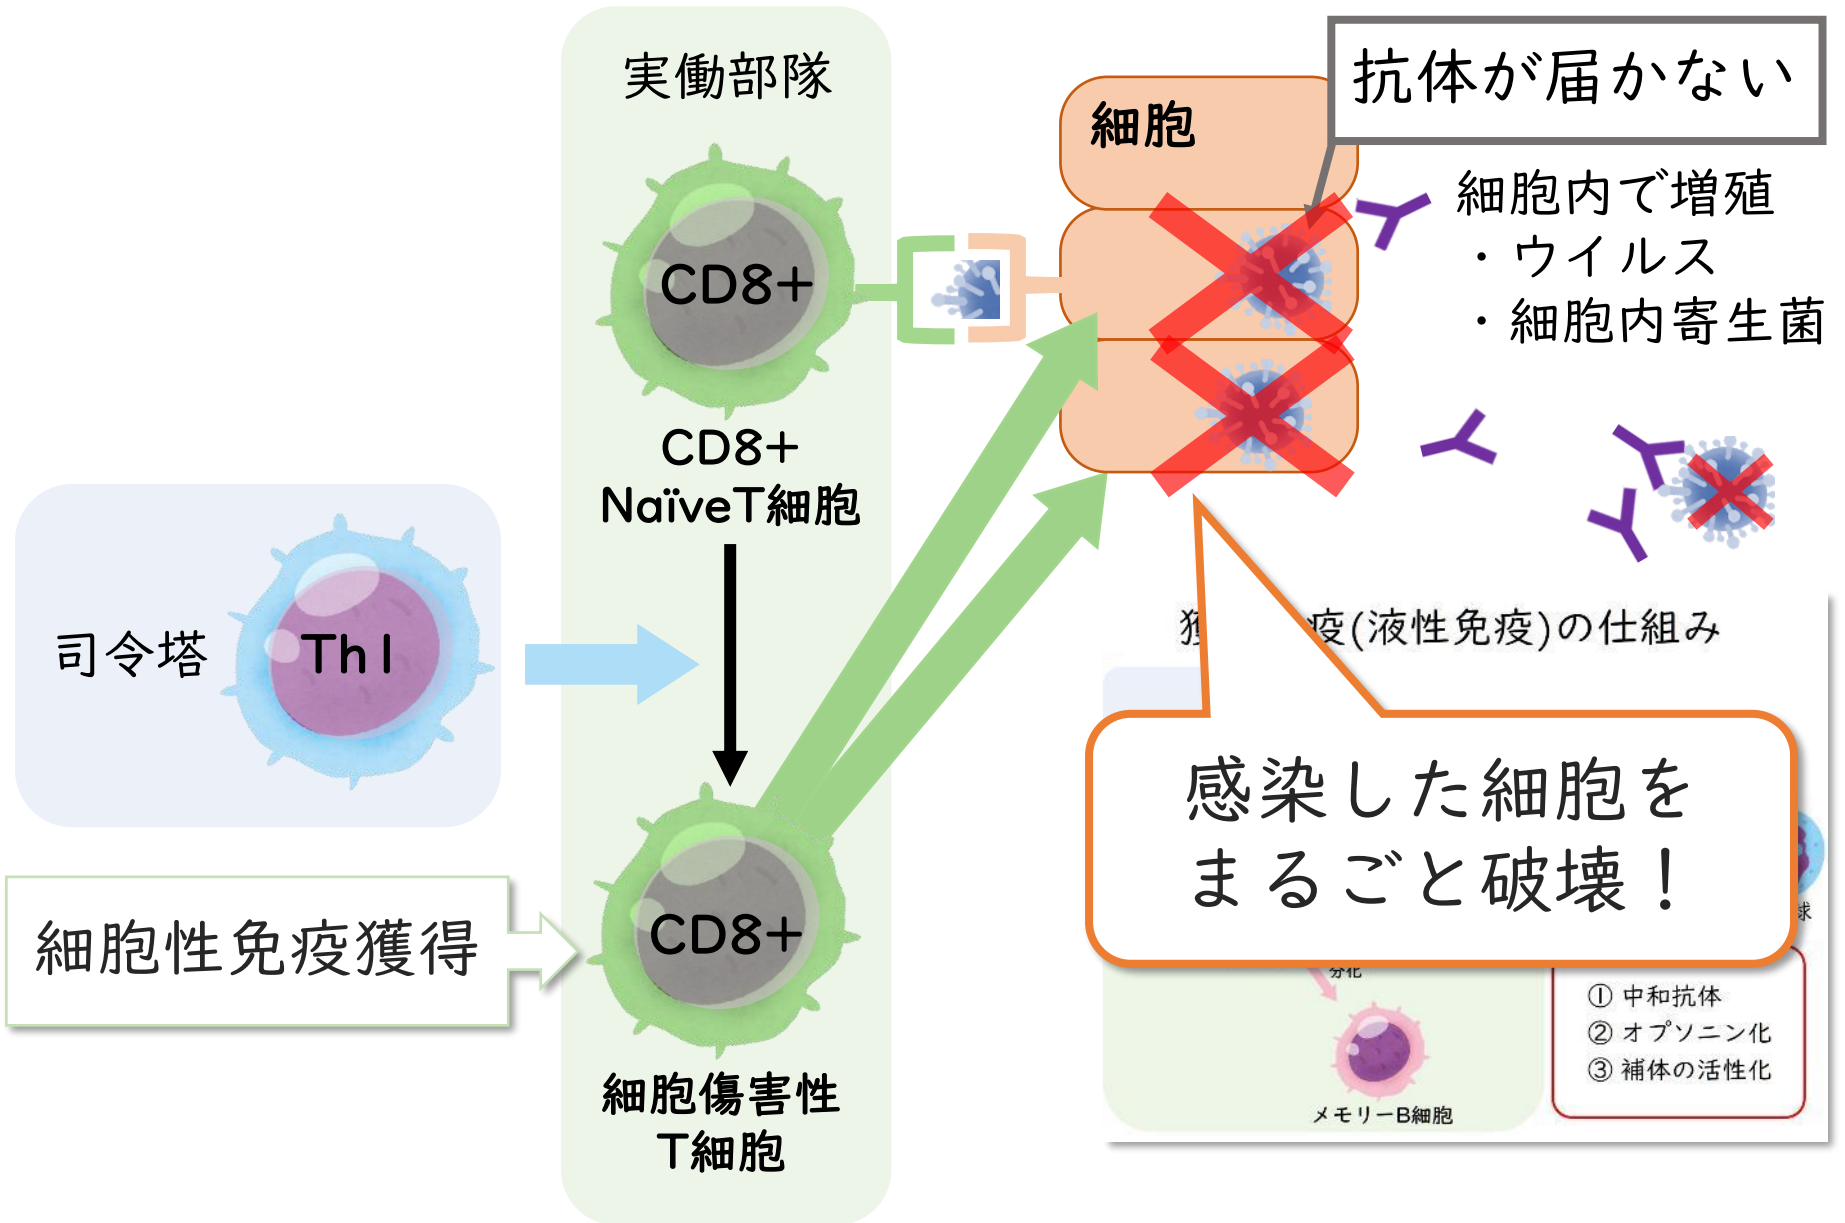 実働部隊
CD8+
CD8+
NaïveT細胞
司令塔
Th1
細胞性免疫獲得
CD8+
細胞傷害性
T細胞
細胞
抗体が届かない
細胞内で増殖
・ウイルス
・細胞内寄生菌
疫(液性免疫)の仕組み
感染した細胞を
まるごと破壊！
球
分化
メモリーB細胞
① 中和抗体
② オプソニン化
③ 補体の活性化